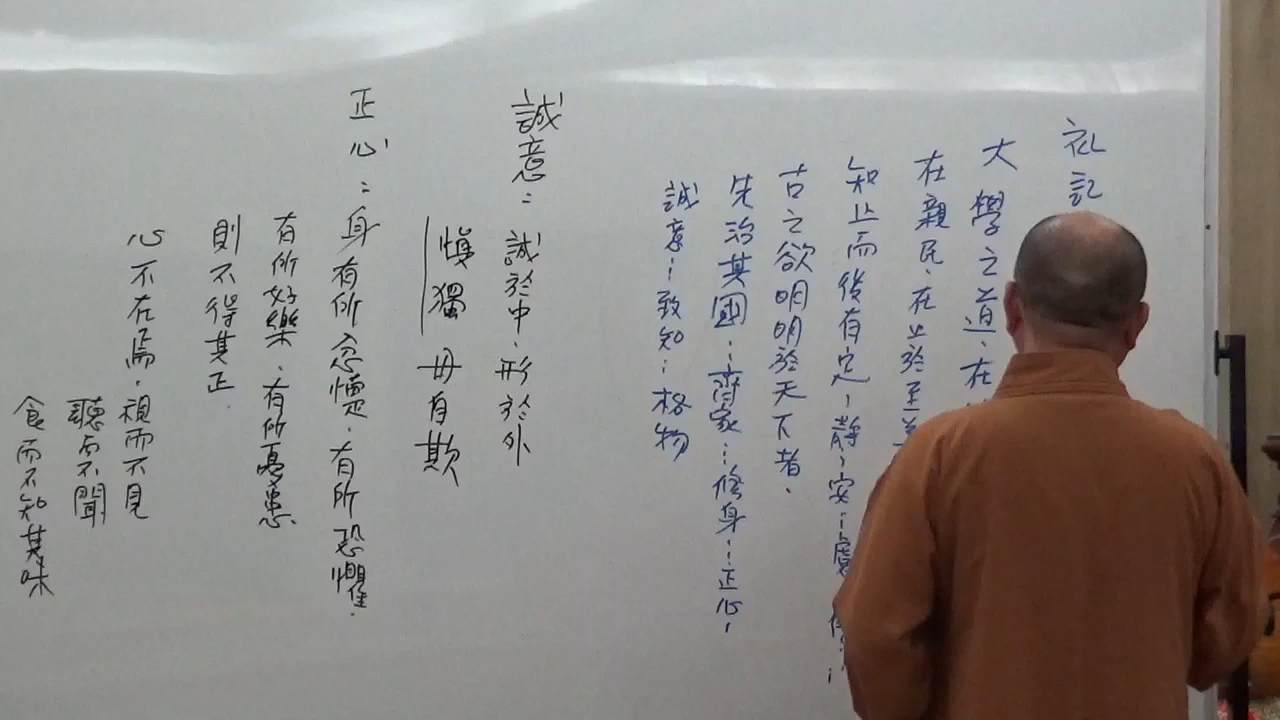 礼記
大學之道、在
在親民、在止於至善
知止而後有定、靜、安…慮
古之欲明明於天下者、
先治其國…齊家…修身…正心、
誠意…致知…格物
誠意：誠於中、形於外
慎獨 毋有欺
正心：身有所忿懥、有所恐懼、
有所好樂、有所憂患、
則不得其正、
心不在焉、視而不見
聽而不聞
食而不知其味